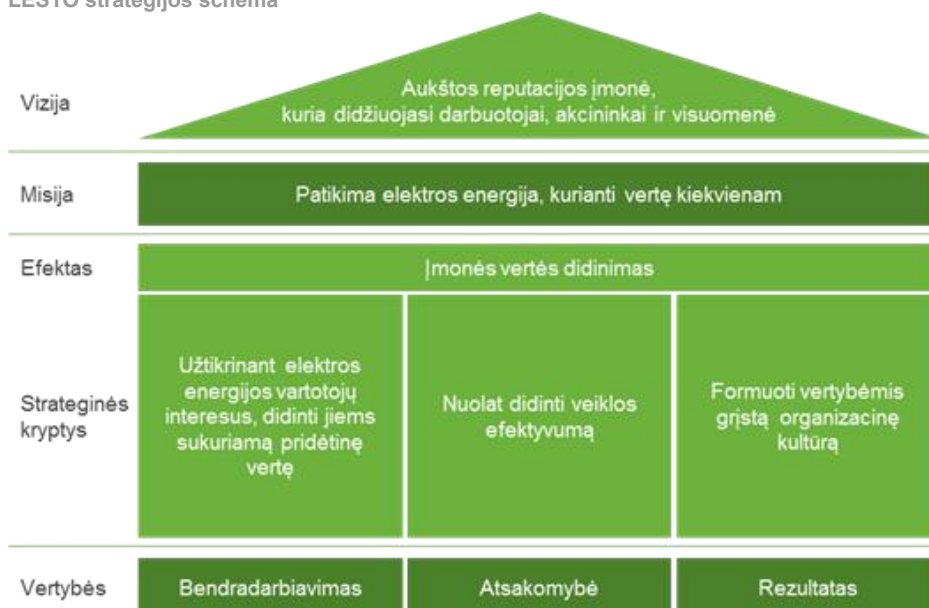 LESTO strategijos schema
Vizija
Aukštos reputacijos įmonė,
kuria didžiuojasi darbuotojai, akcininkai ir visuomenė
Misija
Patikima elektros energija, kurianti vertę kiekvienam
Efektas
Įmonės vertės didinimas
Strateginės
kryptys
Užtikrinant elektros
energijos vartotojų
interesus, didinti jiems
sukuriamą pridėtinę
vertę
Nuolat didinti veiklos
efektyvumą
Formuoti vertybėmis
grįstą organizacinę
kultūrą
Vertybės
Bendradarbiavimas
Atsakomybė
Rezultatas